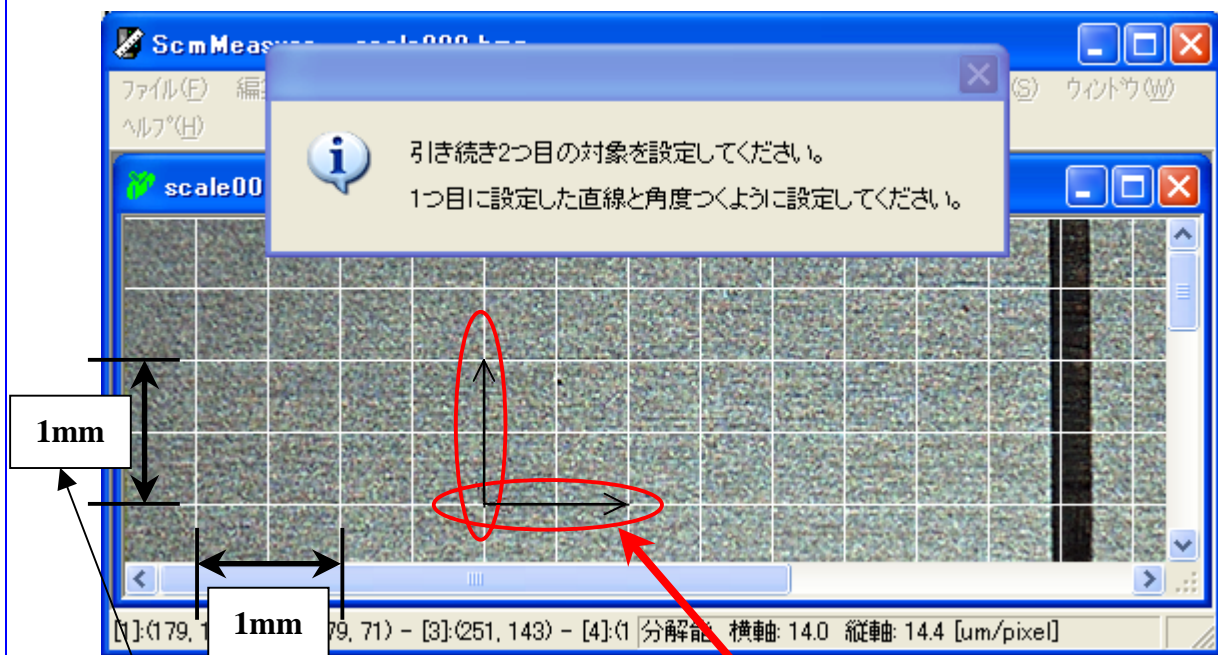 ScmMeasure
ファイル(F) (S) ウィンドウ(W)
ヘルプ(H)
引き続き2つ目の対象を設定してください。
1つ目に設定した直線と角度つくように設定してください。
scale00
1mm
1mm
[1]:(179, 9, 71) - [3]:(251, 143) - [4]:(1 分解能 横軸: 14.0 縦軸: 14.4 [um/pixel]